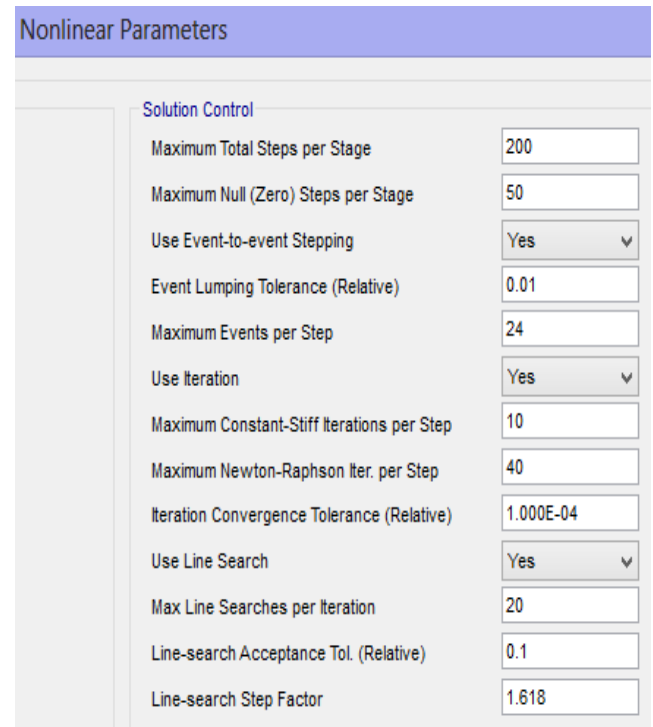 Nonlinear Parameters
Solution Control
Maximum Total Steps per Stage 200
Maximum Null (Zero) Steps per Stage 50
Use Event-to-event Stepping Yes
Event Lumping Tolerance (Relative) 0.01
Maximum Events per Step 24
Use Iteration Yes
Maximum Constant-Stiff Iterations per Step 10
Maximum Newton-Raphson Iter. per Step 40
Iteration Convergence Tolerance (Relative) 1.000E-04
Use Line Search Yes
Max Line Searches per Iteration 20
Line-search Acceptance Tol. (Relative) 0.1
Line-search Step Factor 1.618